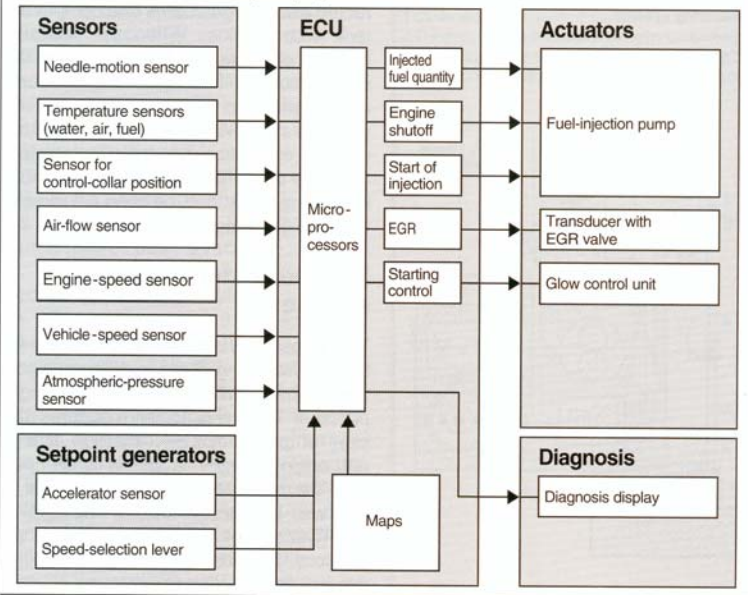 Sensors
Needle-motion sensor
Temperature sensors
(water, air, fuel)
Sensor for
control-collar position
Air-flow sensor
Engine-speed sensor
Vehicle-speed sensor
Atmospheric-pressure
sensor
Setpoint generators
Accelerator sensor
Speed-selection lever
ECU
Micro-
pro-
cessors
Injected
fuel quantity
Engine
shutoff
Start of
injection
EGR
Starting
control
Maps
Actuators
Fuel-injection pump
Transducer with
EGR valve
Glow control unit
Diagnosis
Diagnosis display